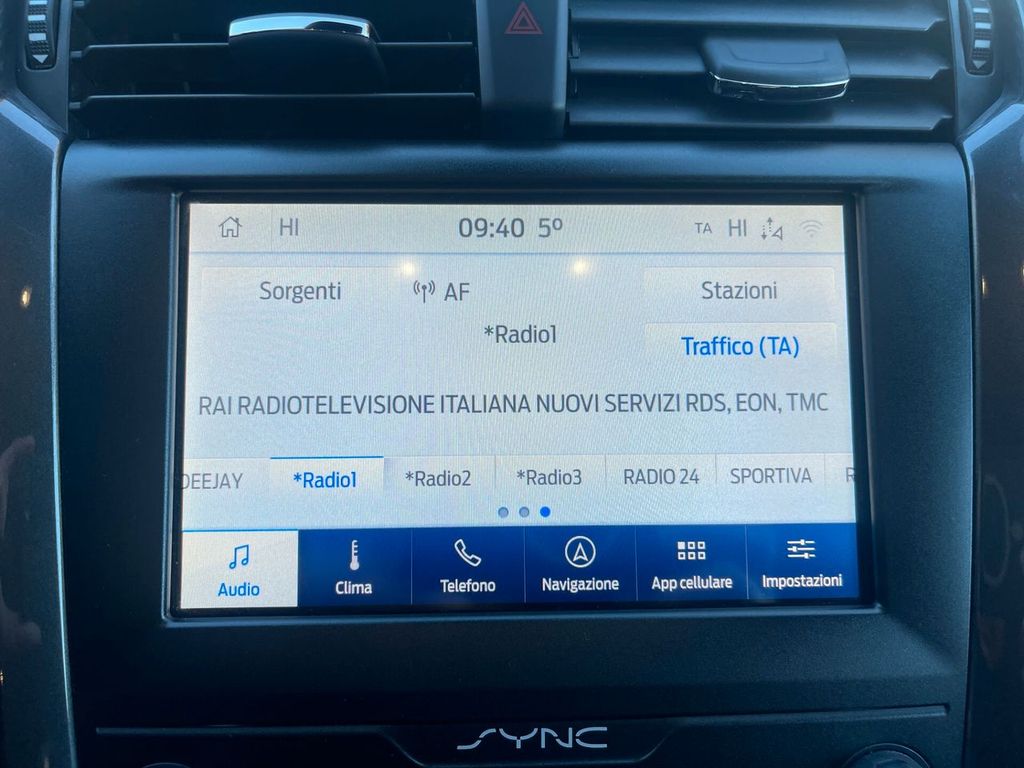 HI 09:40 5º TA HI
Sorgenti AF Stazioni
*Radio1
Traffico (TA)
RAI RADIOTELEVISIONE ITALIANA NUOVI SERVIZI RDS, EON, TMC
DEEJAY *Radio1 *Radio2 *Radio3 RADIO 24 SPORTIVA R
Audio Clima Telefono Navigazione App cellulare Impostazioni
SYNC